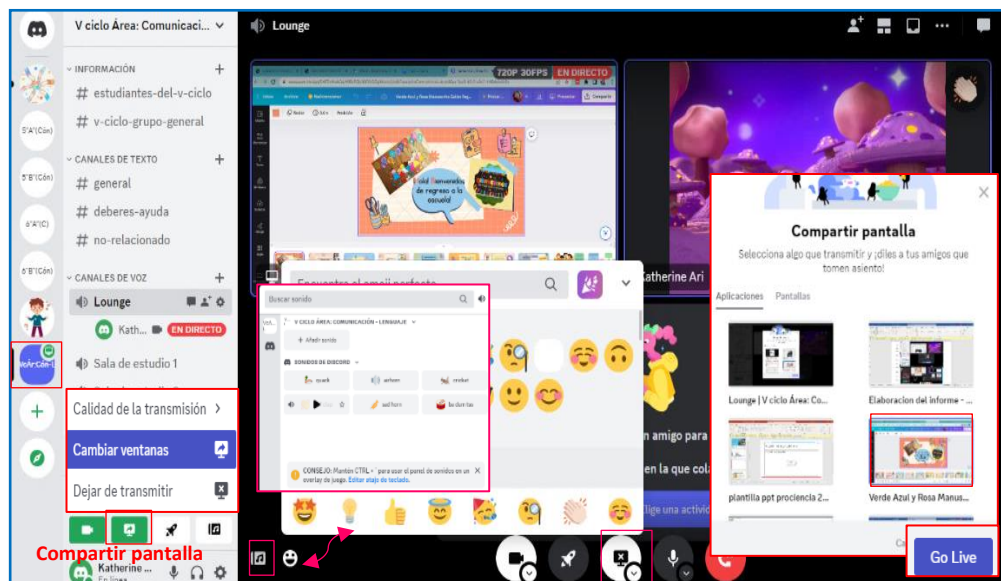 V ciclo Área: Comunicaci...
INFORMACIÓN
# estudiantes-del-v-ciclo
# v-ciclo-grupo-general
CANALES DE TEXTO
# general
# deberes-ayuda
# no-relacionado
CANALES DE VOZ
Lounge
Kath... EN DIRECTO
Sala de estudio 1
5°A"(Cón)
5°B"(Cón)
6°A"(C)
6°B"(Cón)
Calidad de la transmisión
Cambiar ventanas
Dejar de transmitir
Compartir pantalla
Katherine ...
En línea
Lounge
720P 30FPS EN DIRECTO
¡Hola! Bienvenidos
de regreso a la
escuela!
Katherine Ari
Encuentra el emoji perfecto
Buscar sonido
V CICLO ÁREA: COMUNICACIÓN - LENGUAJE
Añadir sonido
SONIDOS DE DISCORD
quack
airhorn
cricket
sad horn
ba dum tss
CONSEJO: Mantén CTRL + ` para usar el panel de sonidos en un
overlay de juego. Editar atajo de teclado.
n amigo para
en la que col
Elige una activid
Compartir pantalla
Selecciona algo que transmitir y ¡diles a tus amigos que
tomen asiento!
Aplicaciones Pantallas
Lounge | V ciclo Área: Co...
Elaboracion del informe - ...
plantilla ppt prociencia 2...
Verde Azul y Rosa Manus...
Go Live